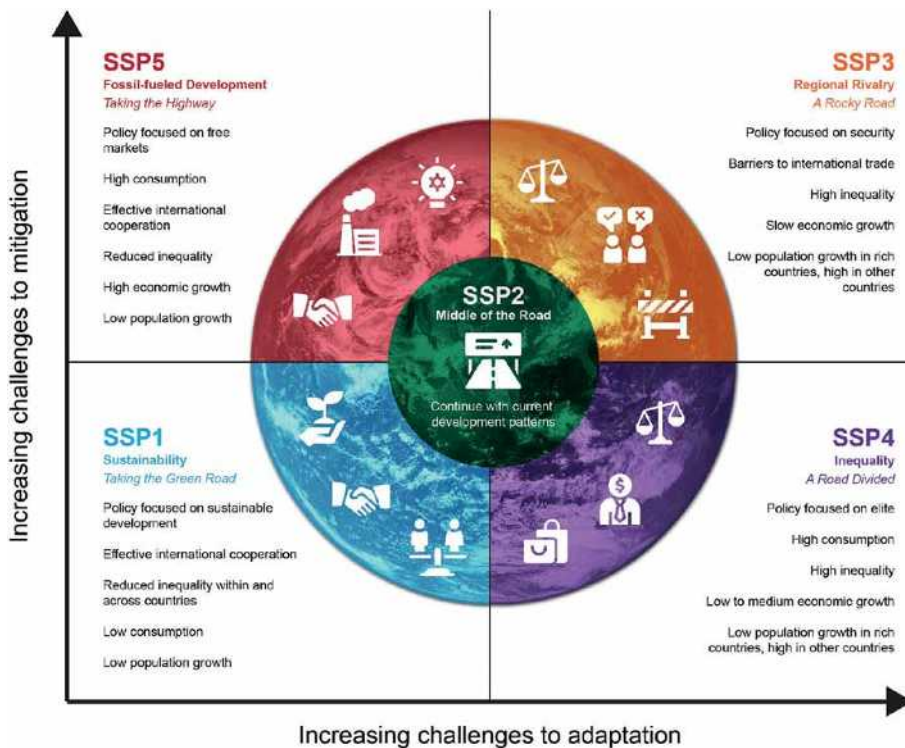 SSP5
Fossil-fueled Development
Taking the Highway
Policy focused on free
markets
High consumption
Effective international
cooperation
Reduced inequality
High economic growth
Low population growth
SSP3
Regional Rivalry
A Rocky Road
Policy focused on security
Barriers to international trade
High inequality
Slow economic growth
Low population growth in rich
countries, high in other
countries
SSP2
Middle of the Road
Continue with current
development patterns
SSP1
Sustainability
Taking the Green Road
Policy focused on sustainable
development
Effective international cooperation
Reduced inequality within and
across countries
Low consumption
Low population growth
SSP4
Inequality
A Road Divided
Policy focused on elite
High consumption
High inequality
Low to medium economic growth
Low population growth in rich
countries, high in other countries
Increasing challenges to mitigation
Increasing challenges to adaptation